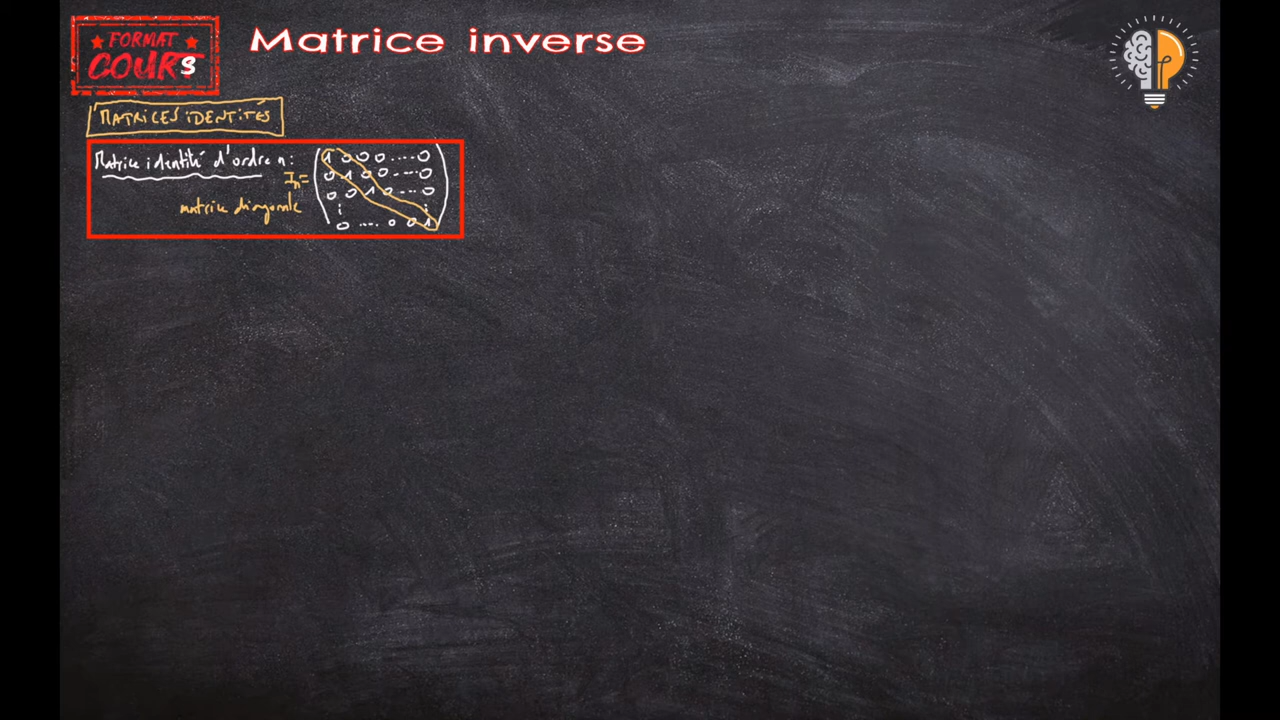 FORMAT
COURS
Matrice inverse
MATRICES IDENTITÉS
Matrice identité d'ordre n:
1 0 0 0 ..... 0
In=
0 1 0 0 ..... 0
matrice diagonale
0 0 1 0 ... 0
0 .... 0 0 1